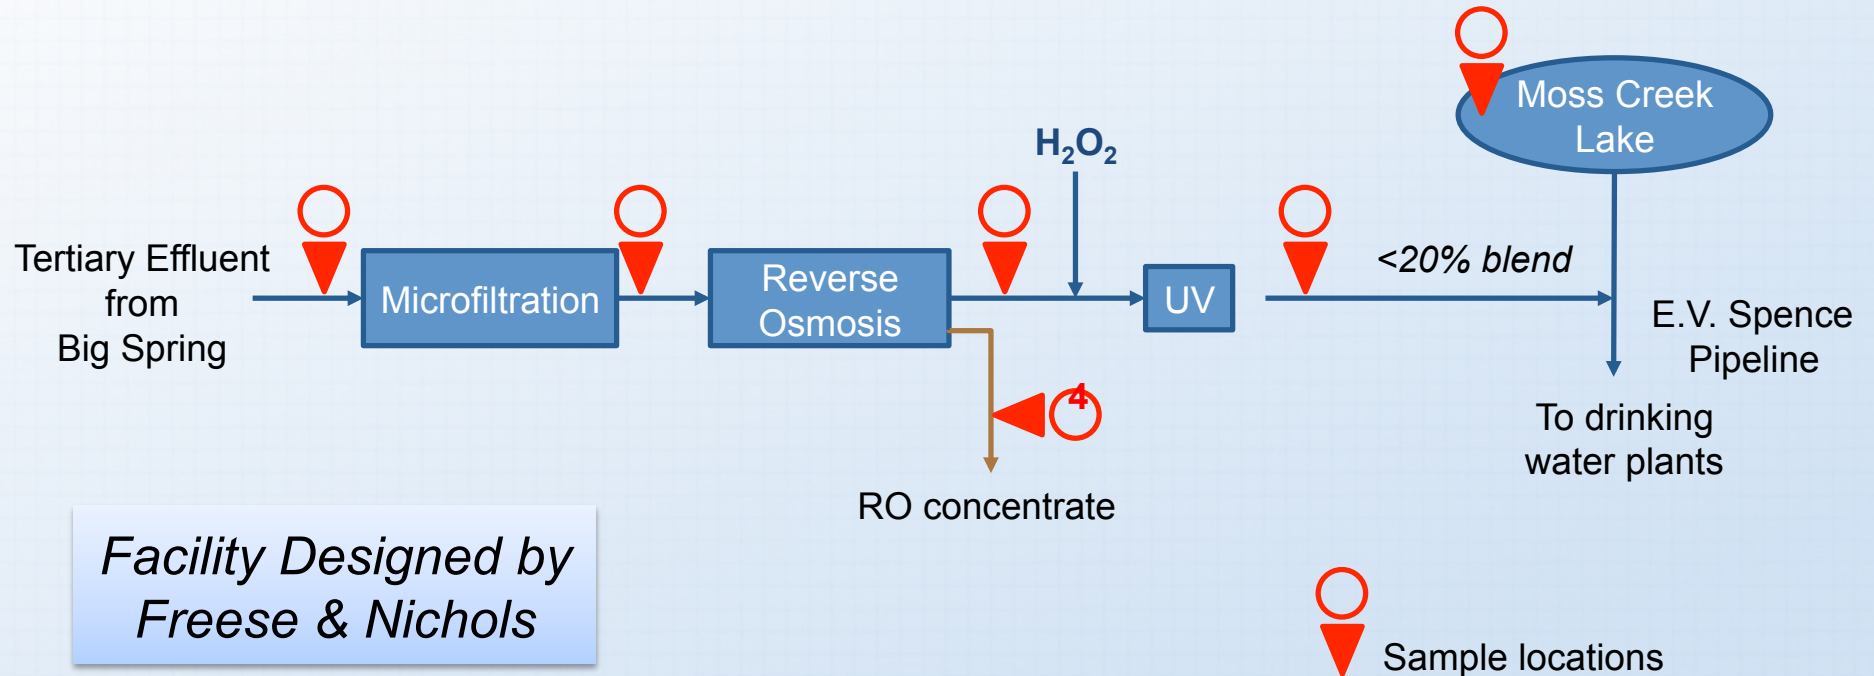 Moss Creek
Lake
H₂O₂
Tertiary Effluent
from
Big Spring
Microfiltration
Reverse
Osmosis
UV
<20% blend
E.V. Spence
Pipeline
4
To drinking
water plants
RO concentrate
Facility Designed by
Freese & Nichols
Sample locations